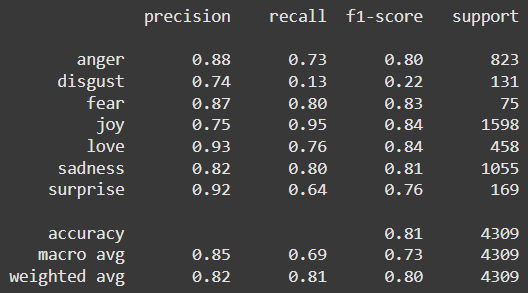 precision recall f1-score support
anger 0.88 0.73 0.80 823
disgust 0.74 0.13 0.22 131
fear 0.87 0.80 0.83 75
joy 0.75 0.95 0.84 1598
love 0.93 0.76 0.84 458
sadness 0.82 0.80 0.81 1055
surprise 0.92 0.64 0.76 169
accuracy 0.81 4309
macro avg 0.85 0.69 0.73 4309
weighted avg 0.82 0.81 0.80 4309